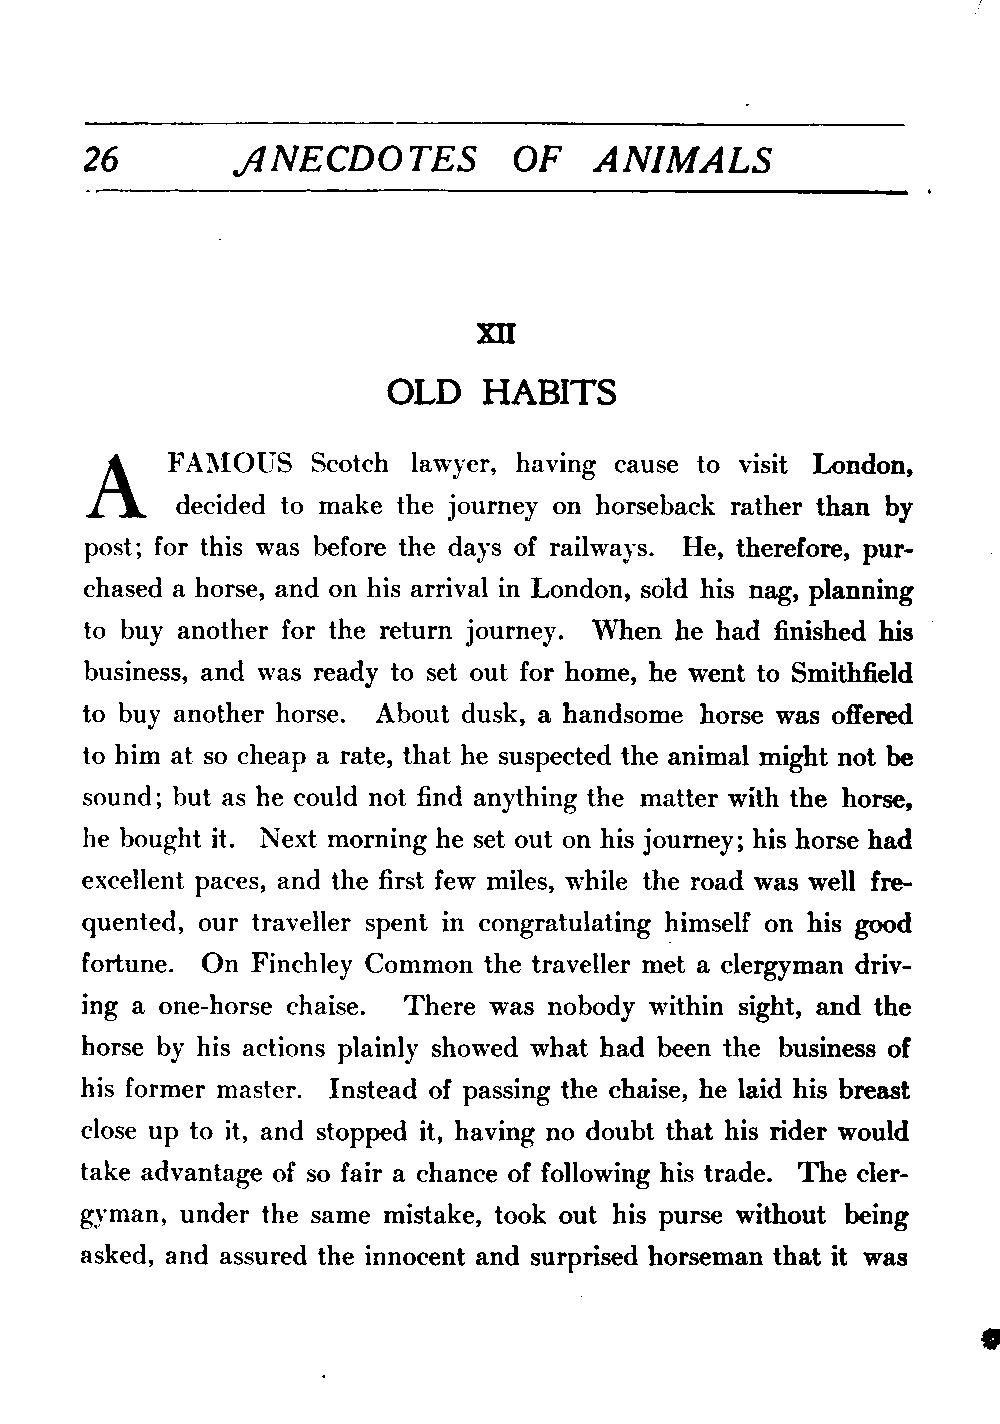 26 ANECDOTES OF ANIMALS
XII
OLD HABITS
A FAMOUS Scotch lawyer, having cause to visit London,
decided to make the journey on horseback rather than by
post; for this was before the days of railways. He, therefore, pur-
chased a horse, and on his arrival in London, sold his nag, planning
to buy another for the return journey. When he had finished his
business, and was ready to set out for home, he went to Smithfield
to buy another horse. About dusk, a handsome horse was offered
to him at so cheap a rate, that he suspected the animal might not be
sound; but as he could not find anything the matter with the horse,
he bought it. Next morning he set out on his journey; his horse had
excellent paces, and the first few miles, while the road was well fre-
quented, our traveller spent in congratulating himself on his good
fortune. On Finchley Common the traveller met a clergyman driv-
ing a one-horse chaise. There was nobody within sight, and the
horse by his actions plainly showed what had been the business of
his former master. Instead of passing the chaise, he laid his breast
close up to it, and stopped it, having no doubt that his rider would
take advantage of so fair a chance of following his trade. The cler-
gyman, under the same mistake, took out his purse without being
asked, and assured the innocent and surprised horseman that it was